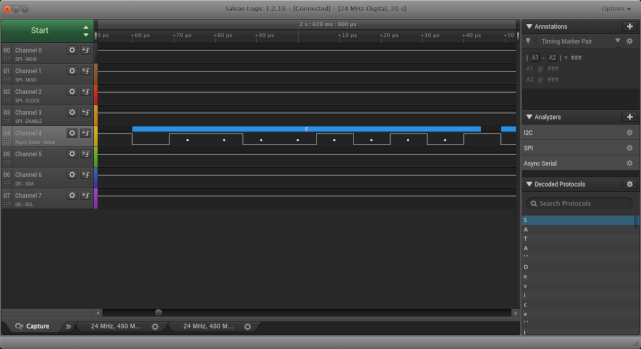 Saleae Logic 1.2.18 - [Connected] - [24 MHz Digital, 20 s]
Options
Start
2 s : 619 ms : 800 µs
0 µs
+60 µs
+70 µs
+80 µs
+90 µs
+10 µs
+20 µs
+30 µs
+40 µs
+50
00 Channel 0
SPI - MOSI
01 Channel 1
SPI - MISO
02 Channel 2
SPI - CLOCK
03 Channel 3
SPI - ENABLE
04 Channel 4
Async Serial - Serial
05 Channel 5
06 Channel 6
I2C - SDA
07 Channel 7
I2C - SCL
S
Annotations
Timing Marker Pair
| A1 - A2 | = ###
A1 @ ###
A2 @ ###
Analyzers
I2C
SPI
Async Serial
Decoded Protocols
Search Protocols
S
A
T
A
' '
D
e
v
i
c
e
' '
Capture
24 MHz, 480 M...
24 MHz, 480 M...